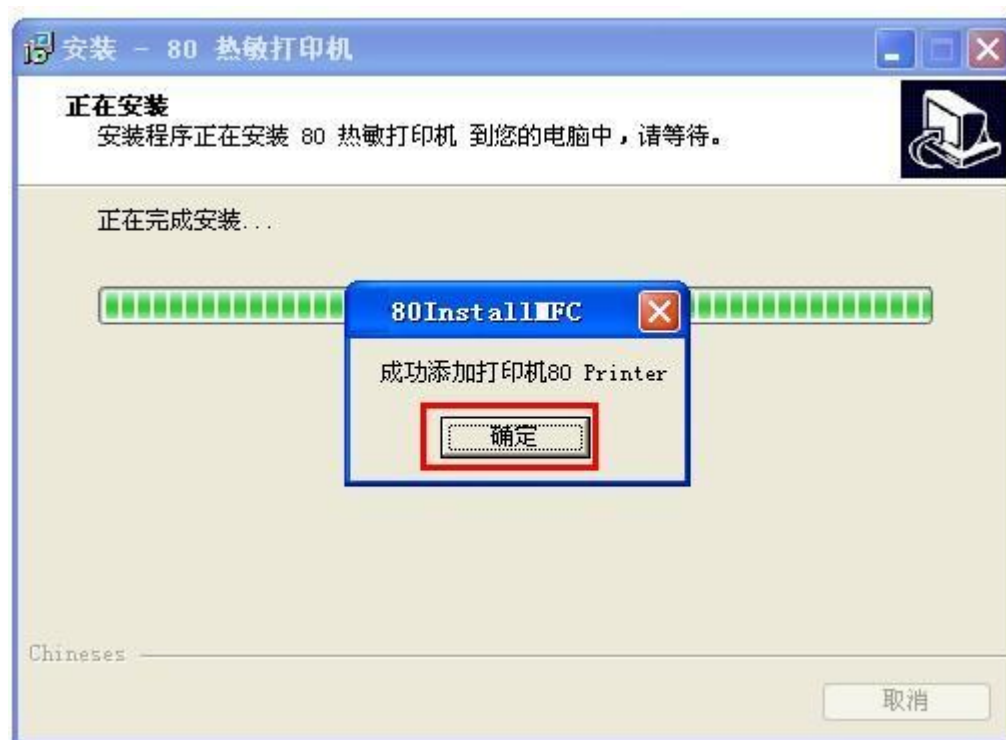 安装 - 80 热敏打印机
正在安装
安装程序正在安装 80 热敏打印机 到您的电脑中，请等待。
正在完成安装...
80InstallMFC
成功添加打印机80 Printer
确定
Chineses
取消